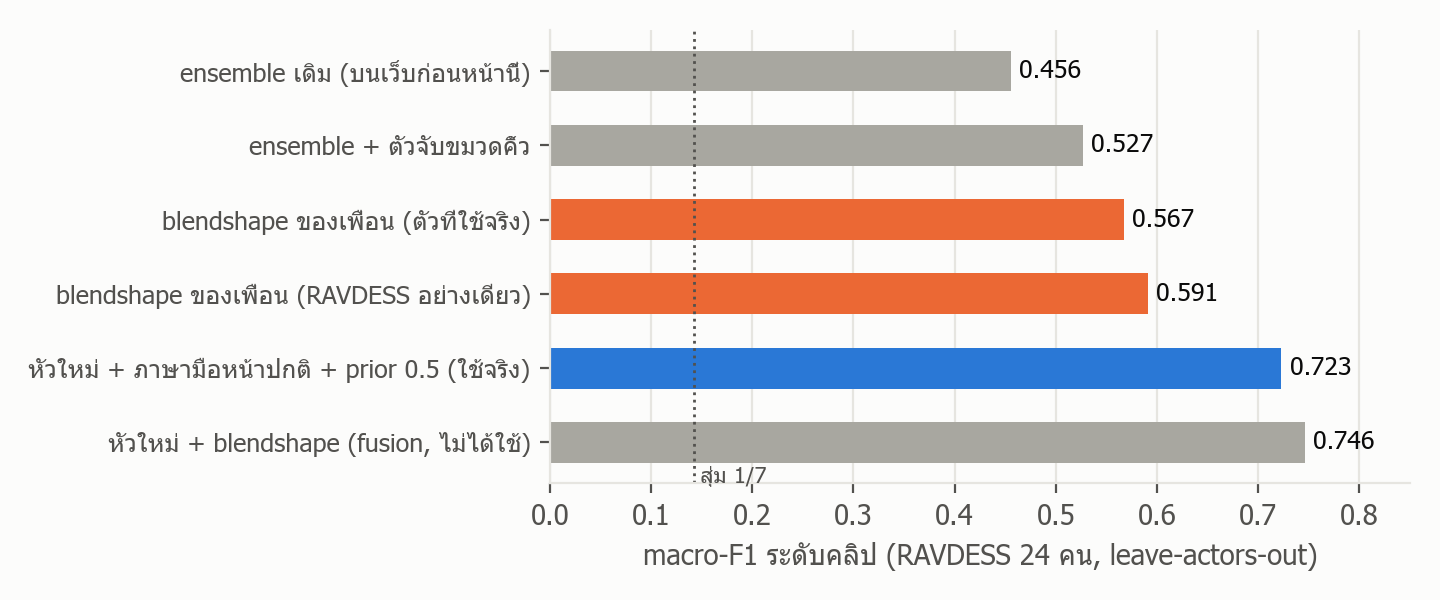 ensemble เดิม (บนเว็บก่อนหน้านี้) 0.456
ensemble + ตัวจับขมวดคิ้ว 0.527
blendshape ของเพื่อน (ตัวที่ใช้จริง) 0.567
blendshape ของเพื่อน (RAVDESS อย่างเดียว) 0.591
หัวใหม่ + ภาษามือหน้าปกติ + prior 0.5 (ใช้จริง) 0.723
หัวใหม่ + blendshape (fusion, ไม่ได้ใช้) 0.746
สุ่ม 1/7
0.0 0.1 0.2 0.3 0.4 0.5 0.6 0.7 0.8
macro-F1 ระดับคลิป (RAVDESS 24 คน, leave-actors-out)